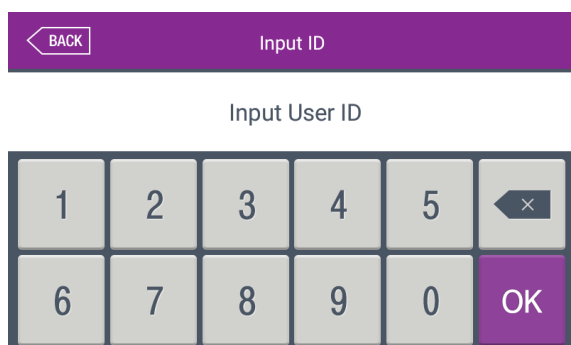 BACK
Input ID
Input User ID
1 2 3 4 5
6 7 8 9 0 OK